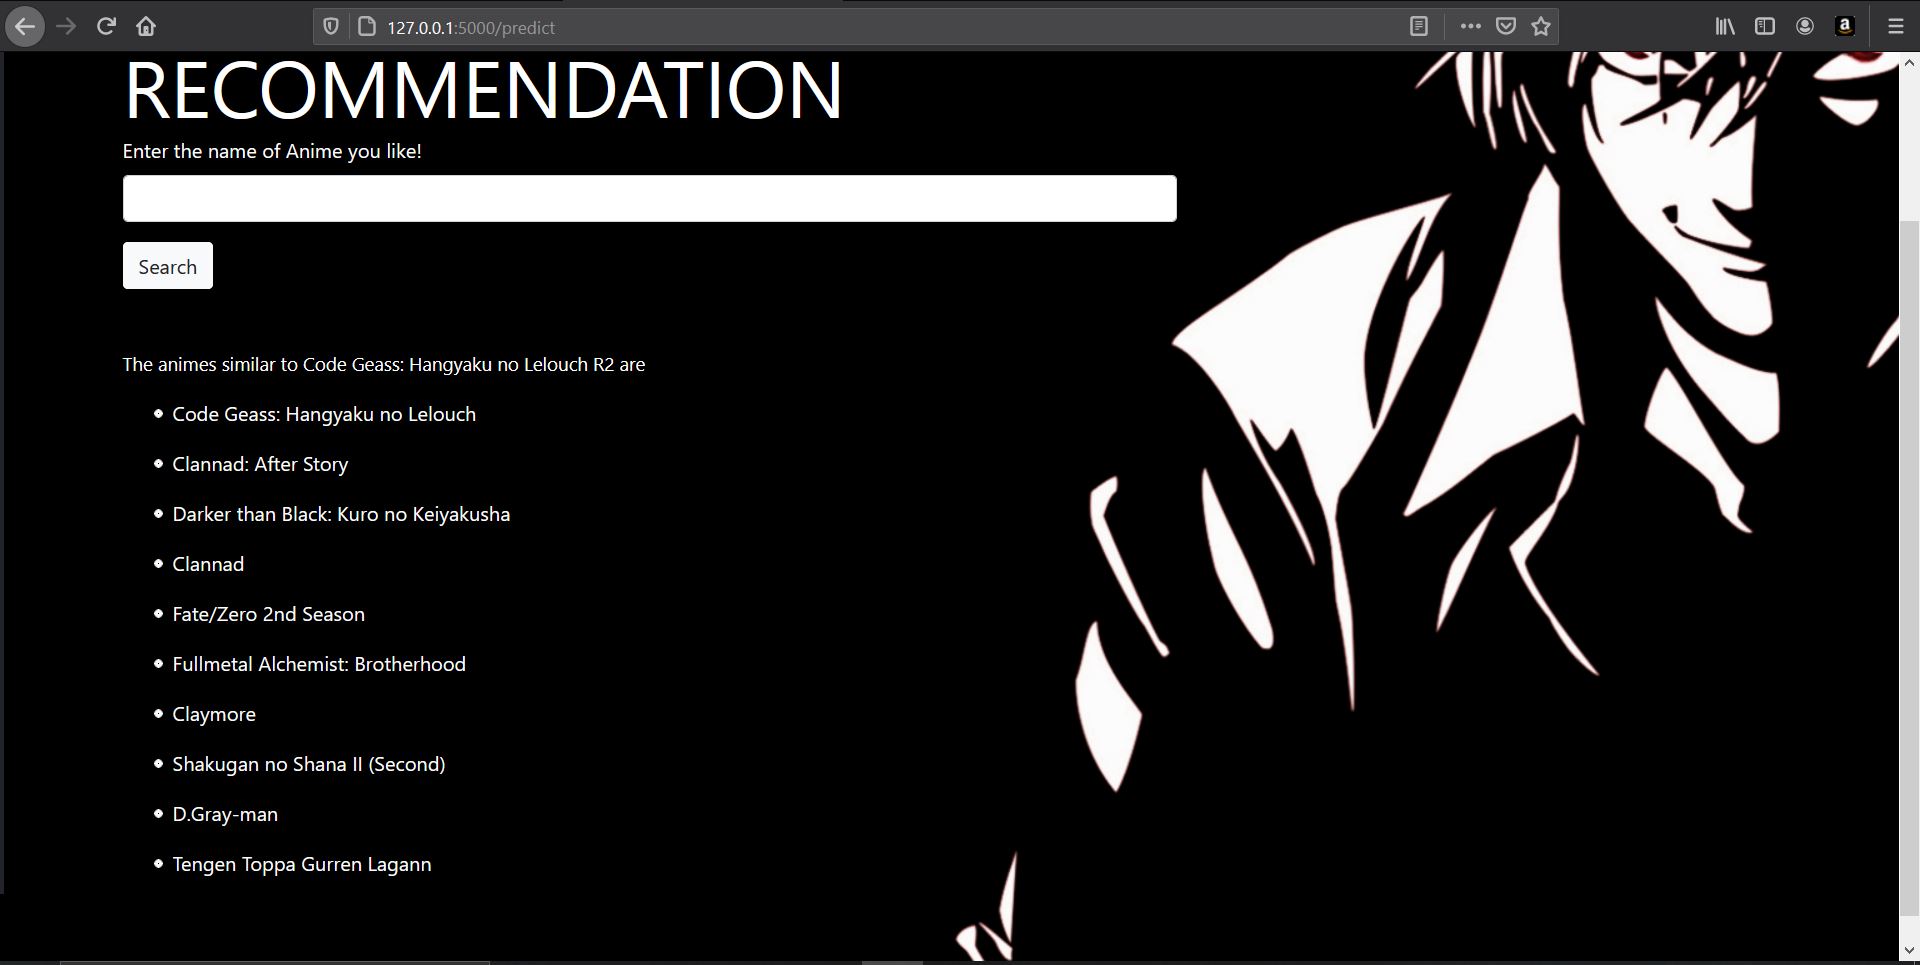 127.0.0.1:5000/predict
a
RECOMMENDATION
Enter the name of Anime you like!
Search
The animes similar to Code Geass: Hangyaku no Lelouch R2 are
Code Geass: Hangyaku no Lelouch
Clannad: After Story
Darker than Black: Kuro no Keiyakusha
Clannad
Fate/Zero 2nd Season
Fullmetal Alchemist: Brotherhood
Claymore
Shakugan no Shana II (Second)
D.Gray-man
Tengen Toppa Gurren Lagann